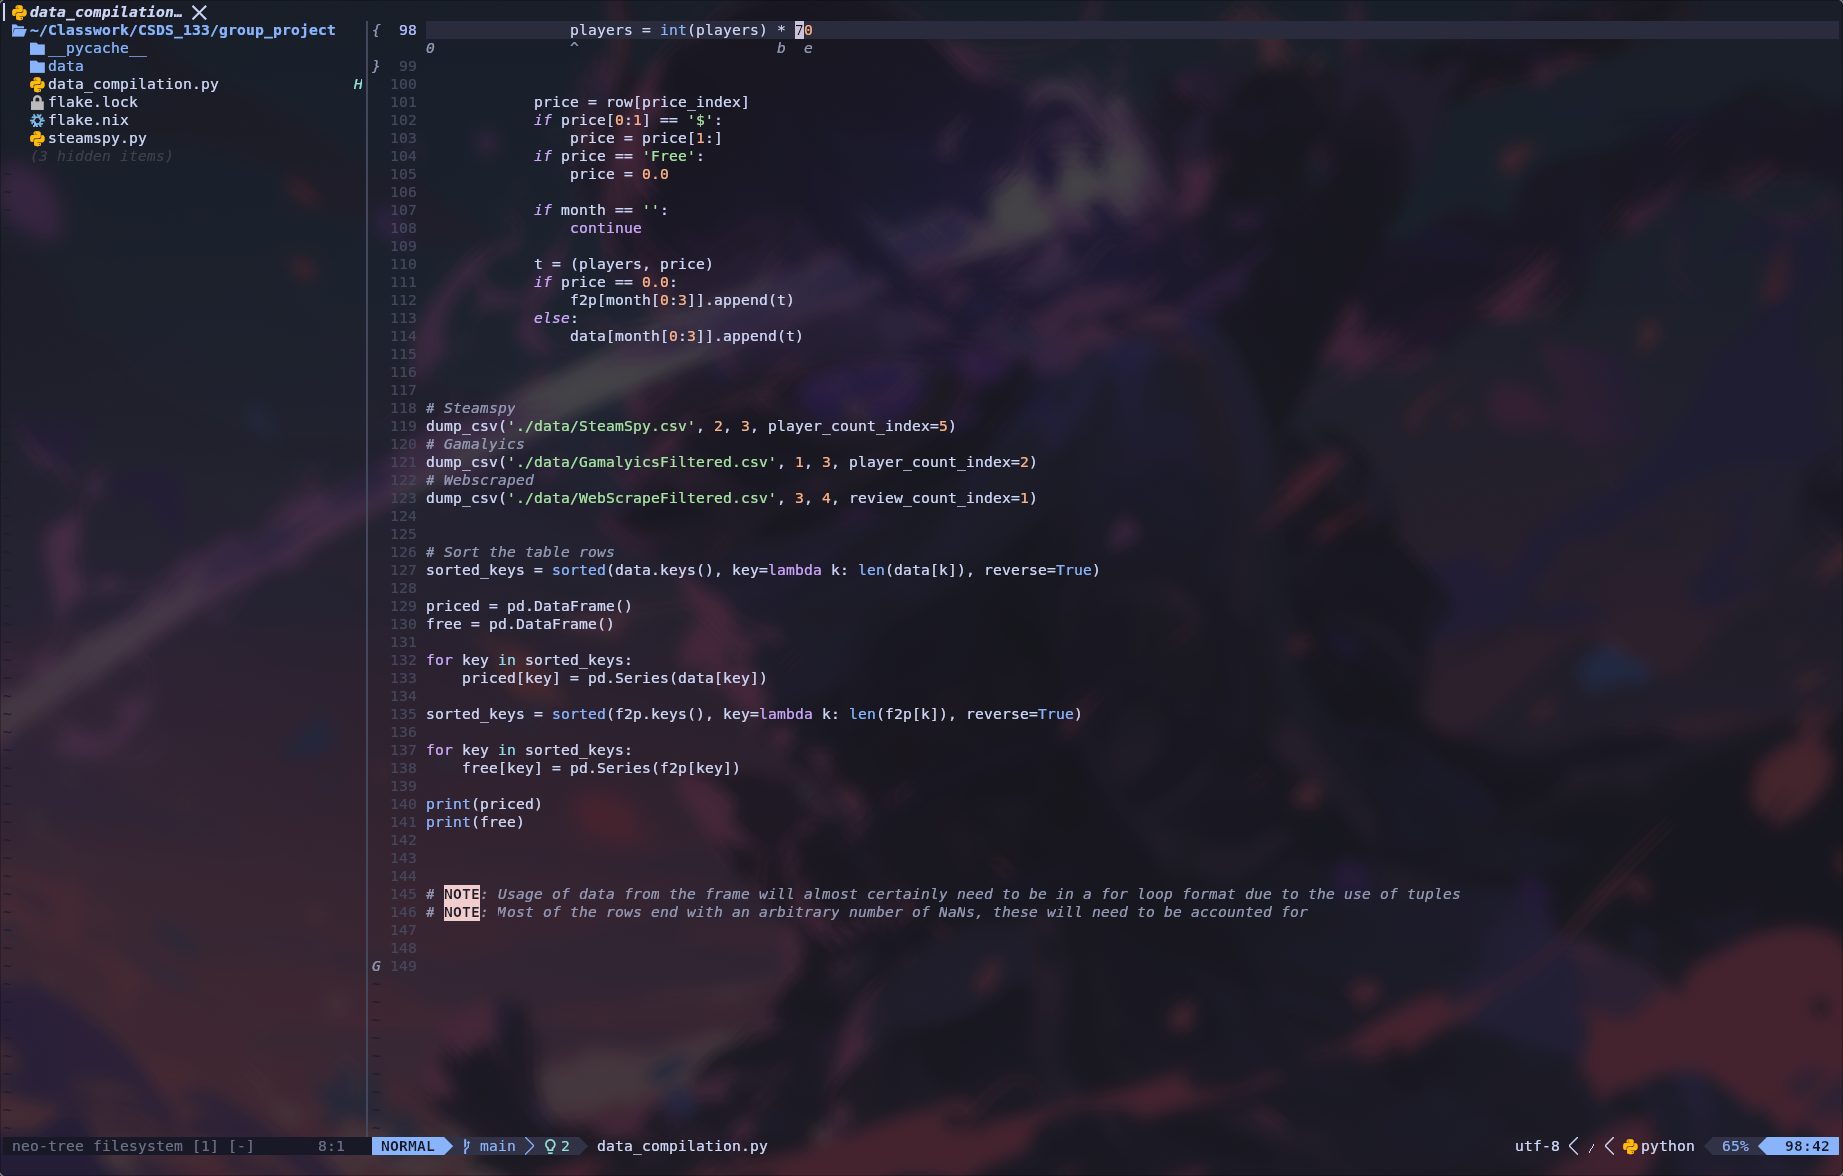 data_compilation…
~/Classwork/CSDS_133/group_project
__pycache__
data
data_compilation.py H
flake.lock
flake.nix
steamspy.py
(3 hidden items)
{ 98 players = int(players) * 70
0 ^ b e
} 99
100
101 price = row[price_index]
102 if price[0:1] == '$':
103 price = price[1:]
104 if price == 'Free':
105 price = 0.0
106
107 if month == '':
108 continue
109
110 t = (players, price)
111 if price == 0.0:
112 f2p[month[0:3]].append(t)
113 else:
114 data[month[0:3]].append(t)
115
116
117
118 # Steamspy
119 dump_csv('./data/SteamSpy.csv', 2, 3, player_count_index=5)
120 # Gamalyics
121 dump_csv('./data/GamalyicsFiltered.csv', 1, 3, player_count_index=2)
122 # Webscraped
123 dump_csv('./data/WebScrapeFiltered.csv', 3, 4, review_count_index=1)
124
125
126 # Sort the table rows
127 sorted_keys = sorted(data.keys(), key=lambda k: len(data[k]), reverse=True)
128
129 priced = pd.DataFrame()
130 free = pd.DataFrame()
131
132 for key in sorted_keys:
133 priced[key] = pd.Series(data[key])
134
135 sorted_keys = sorted(f2p.keys(), key=lambda k: len(f2p[k]), reverse=True)
136
137 for key in sorted_keys:
138 free[key] = pd.Series(f2p[key])
139
140 print(priced)
141 print(free)
142
143
144
145 # NOTE: Usage of data from the frame will almost certainly need to be in a for loop format due to the use of tuples
146 # NOTE: Most of the rows end with an arbitrary number of NaNs, these will need to be accounted for
147
148
G 149
neo-tree filesystem [1] [-] 8:1
NORMAL main 2 data_compilation.py utf-8 / python 65% 98:42